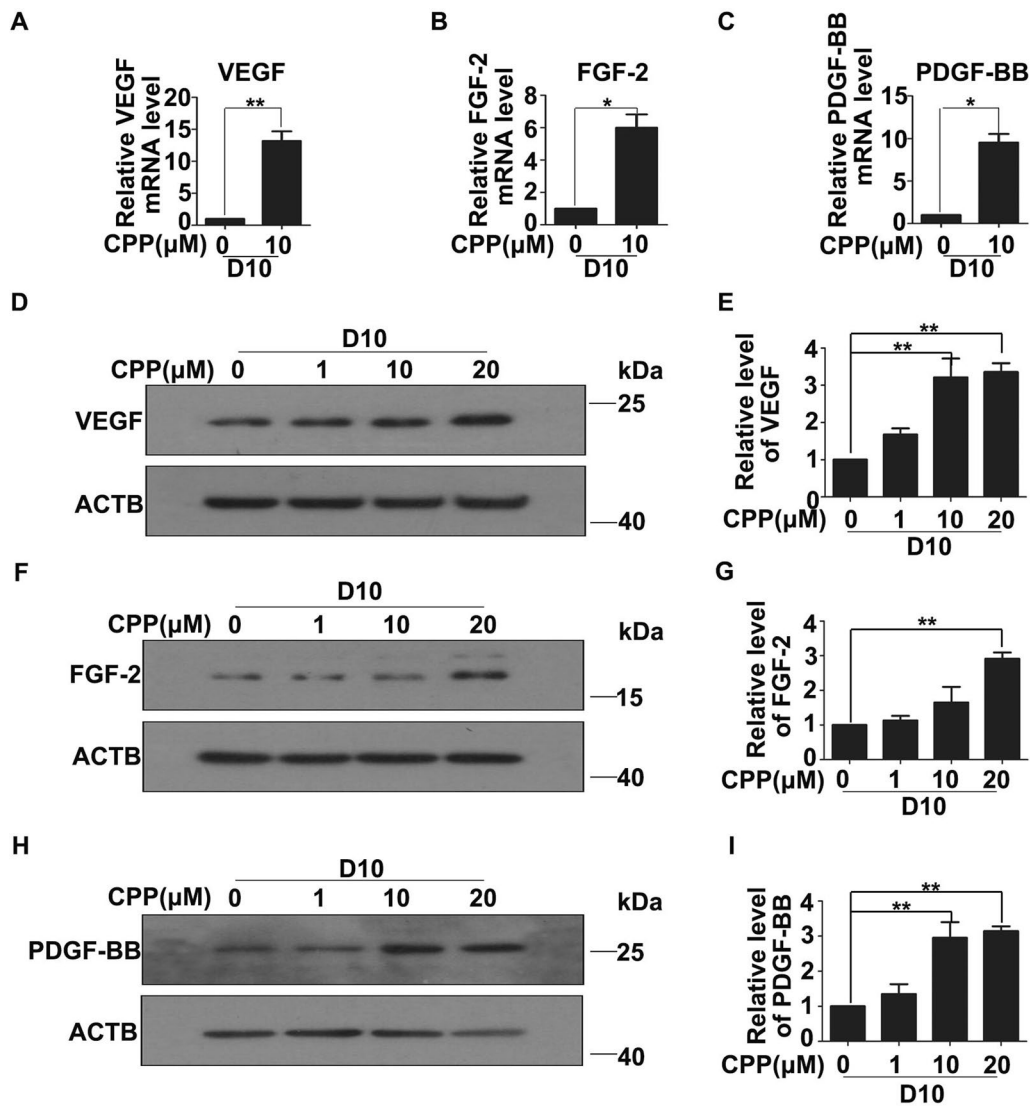 A
VEGF
Relative VEGF
mRNA level
15
10
5
0
**
CPP(μM) 0 10
D10
B
FGF-2
Relative FGF-2
mRNA level
8
6
4
2
0
*
CPP(μM) 0 10
D10
C
PDGF-BB
Relative PDGF-BB
mRNA level
15
10
5
0
*
CPP(μM) 0 10
D10
D
D10
CPP(μM) 0 1 10 20 kDa
VEGF
25
ACTB
40
E
Relative level
of VEGF
4
3
2
1
0
**
**
CPP(μM) 0 1 10 20
D10
F
D10
CPP(μM) 0 1 10 20 kDa
FGF-2
15
ACTB
40
G
Relative level
of FGF-2
4
3
2
1
0
**
CPP(μM) 0 1 10 20
D10
H
D10
CPP(μM) 0 1 10 20 kDa
PDGF-BB
25
ACTB
40
I
Relative level
of PDGF-BB
4
3
2
1
0
**
**
CPP(μM) 0 1 10 20
D10